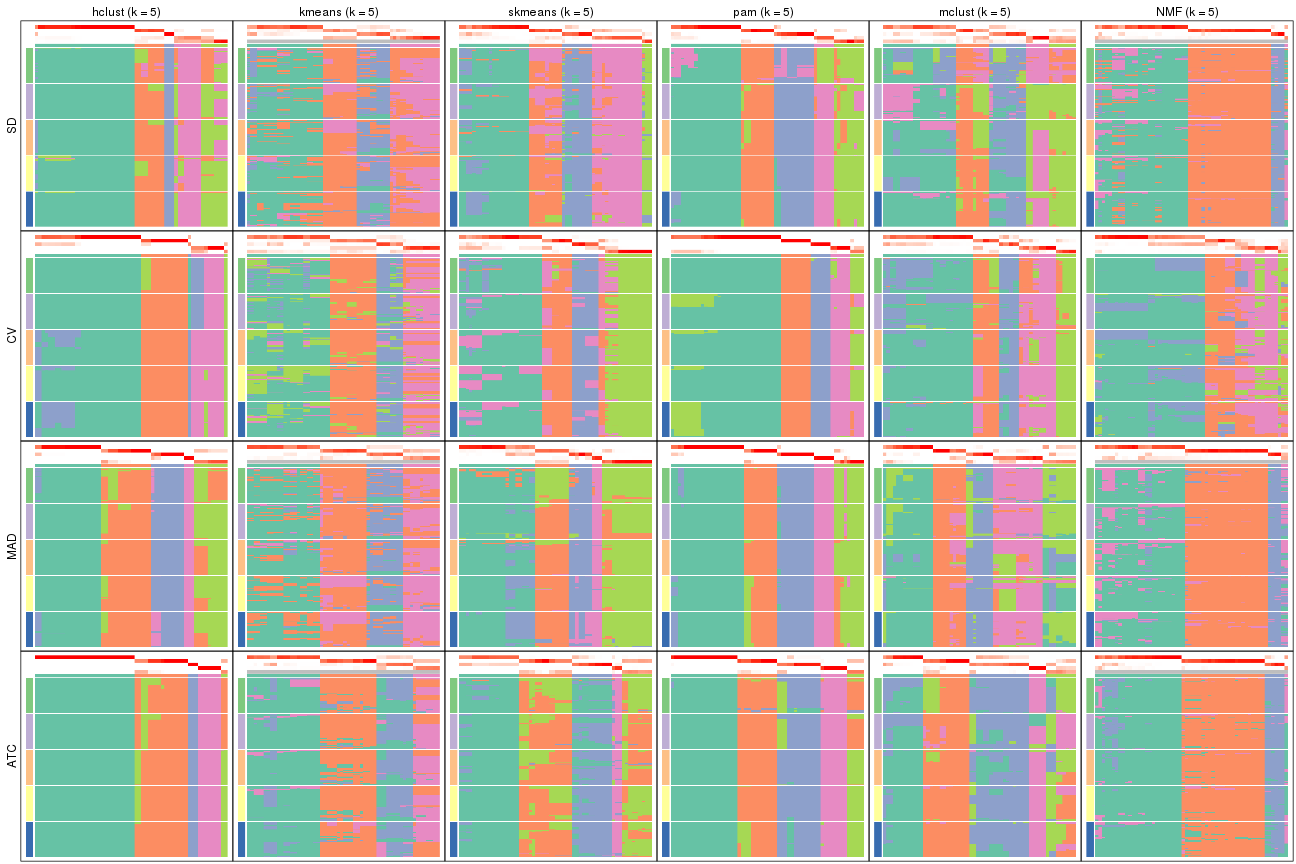 hclust (k = 5)
kmeans (k = 5)
skmeans (k = 5)
pam (k = 5)
mclust (k = 5)
NMF (k = 5)
SD
CV
MAD
ATC